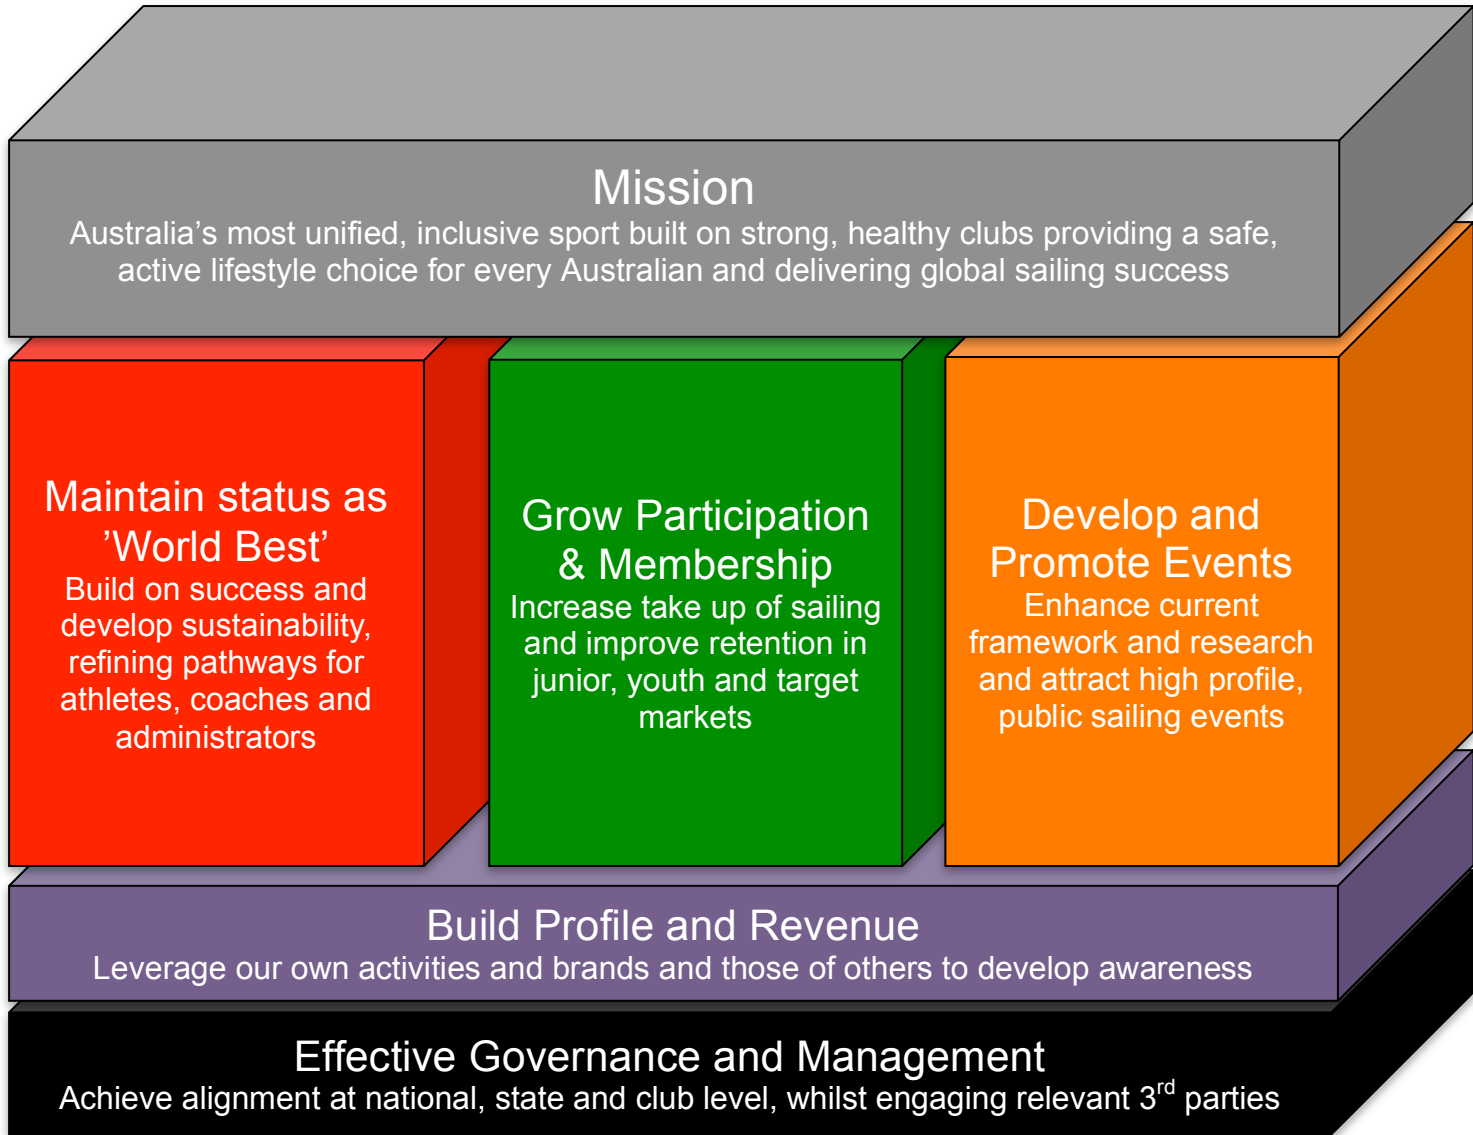 Mission
Australia’s most unified, inclusive sport built on strong, healthy clubs providing a safe,
active lifestyle choice for every Australian and delivering global sailing success
Maintain status as
’World Best’
Build on success and
develop sustainability,
refining pathways for
athletes, coaches and
administrators
Grow Participation
& Membership
Increase take up of sailing
and improve retention in
junior, youth and target
markets
Develop and
Promote Events
Enhance current
framework and research
and attract high profile,
public sailing events
Build Profile and Revenue
Leverage our own activities and brands and those of others to develop awareness
Effective Governance and Management
Achieve alignment at national, state and club level, whilst engaging relevant 3rd parties